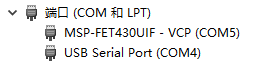 端口 (COM 和 LPT)
MSP-FET430UIF - VCP (COM5)
USB Serial Port (COM4)